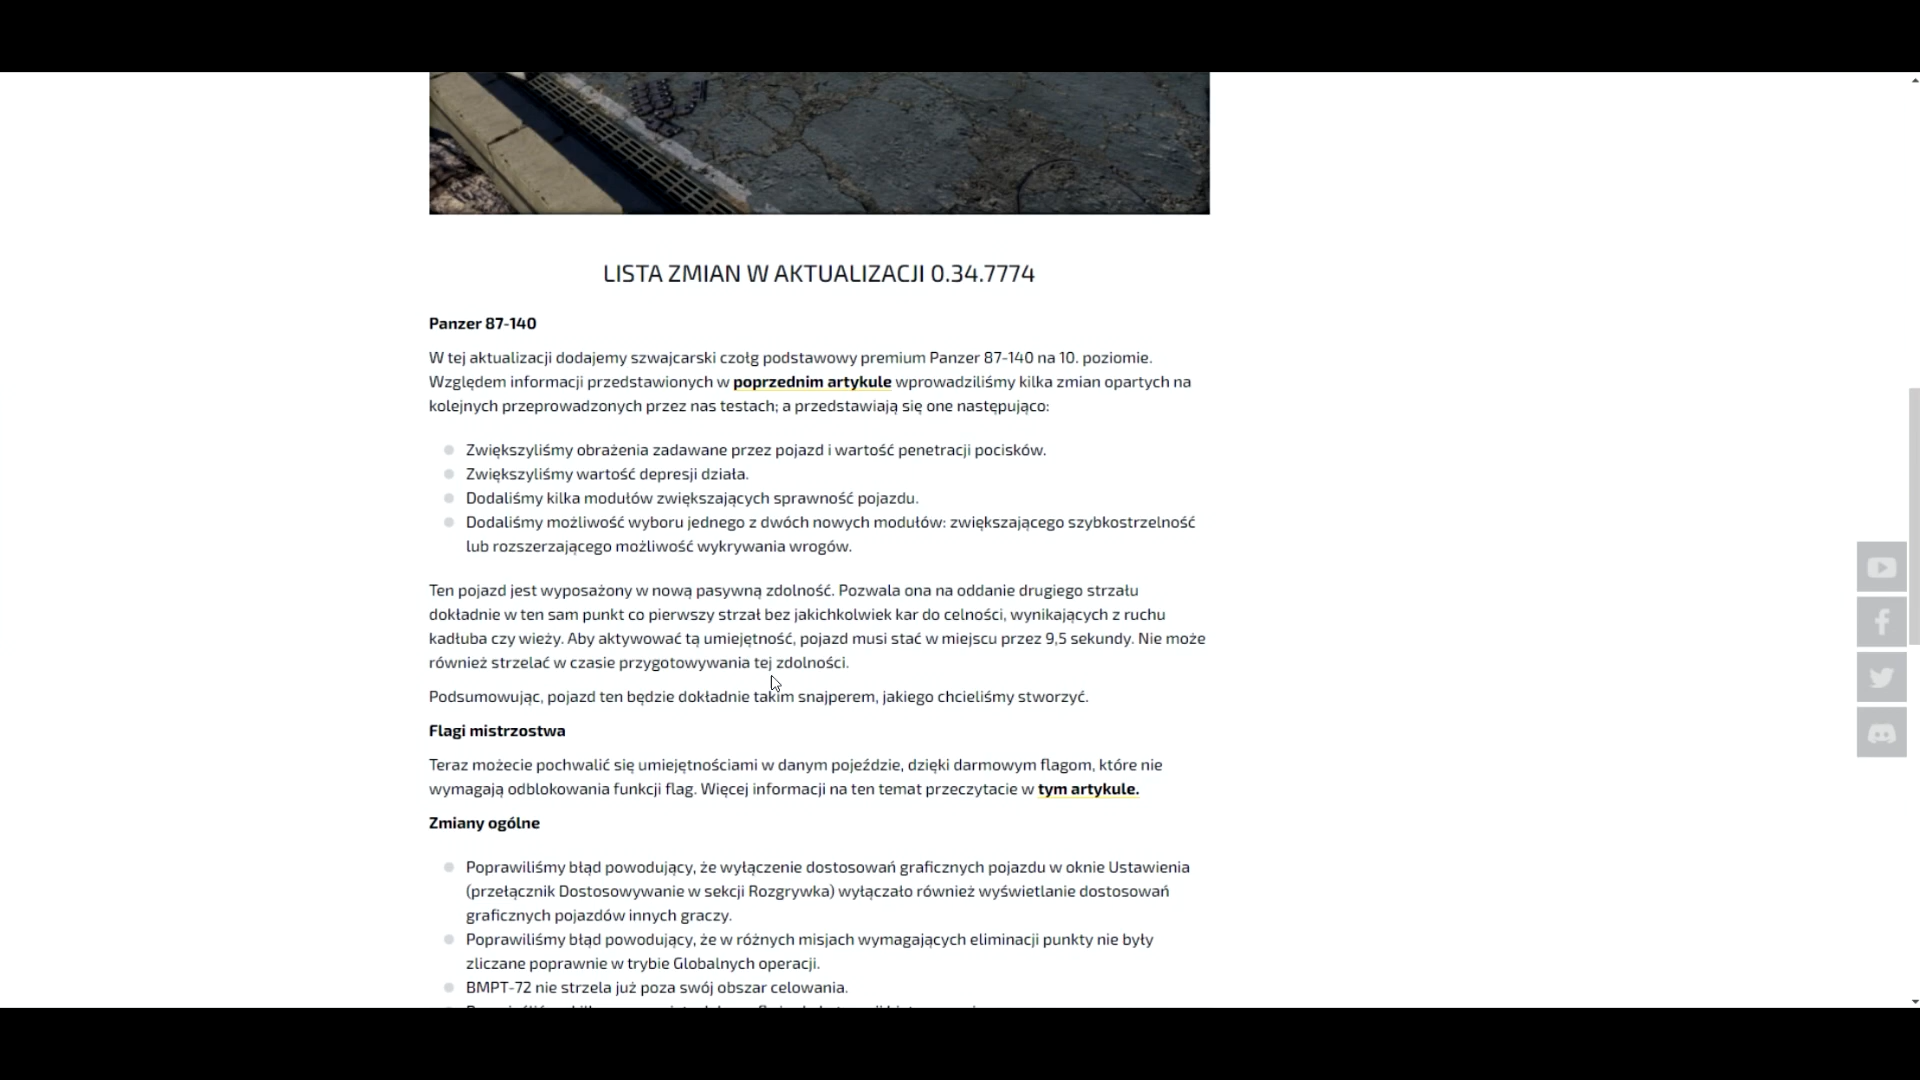 LISTA ZMIAN W AKTUALIZACJI 0.34.7774
Panzer 87-140
W tej aktualizacji dodajemy szwajcarski czołg podstawowy premium Panzer 87-140 na 10. poziomie.
Względem informacji przedstawionych w poprzednim artykule wprowadziliśmy kilka zmian opartych na
kolejnych przeprowadzonych przez nas testach; a przedstawiają się one następująco:
Zwiększyliśmy obrażenia zadawane przez pojazd i wartość penetracji pocisków.
Zwiększyliśmy wartość depresji działa.
Dodaliśmy kilka modułów zwiększających sprawność pojazdu.
Dodaliśmy możliwość wyboru jednego z dwóch nowych modułów: zwiększającego szybkostrzelność
lub rozszerzającego możliwość wykrywania wrogów.
Ten pojazd jest wyposażony w nową pasywną zdolność. Pozwala ona na oddanie drugiego strzału
dokładnie w ten sam punkt co pierwszy strzał bez jakichkolwiek kar do celności, wynikających z ruchu
kadłuba czy wieży. Aby aktywować tą umiejętność, pojazd musi stać w miejscu przez 9,5 sekundy. Nie może
również strzelać w czasie przygotowywania tej zdolności.
Podsumowując, pojazd ten będzie dokładnie takim snajperem, jakiego chcieliśmy stworzyć.
Flagi mistrzostwa
Teraz możecie pochwalić się umiejętnościami w danym pojeździe, dzięki darmowym flagom, które nie
wymagają odblokowania funkcji flag. Więcej informacji na ten temat przeczytacie w tym artykule.
Zmiany ogólne
Poprawiliśmy błąd powodujący, że wyłączenie dostosowań graficznych pojazdu w oknie Ustawienia
(przełącznik Dostosowywanie w sekcji Rozgrywka) wyłączało również wyświetlanie dostosowań
graficznych pojazdów innych graczy.
Poprawiliśmy błąd powodujący, że w różnych misjach wymagających eliminacji punkty nie były
zliczane poprawnie w trybie Globalnych operacji.
BMPT-72 nie strzela już poza swój obszar celowania.